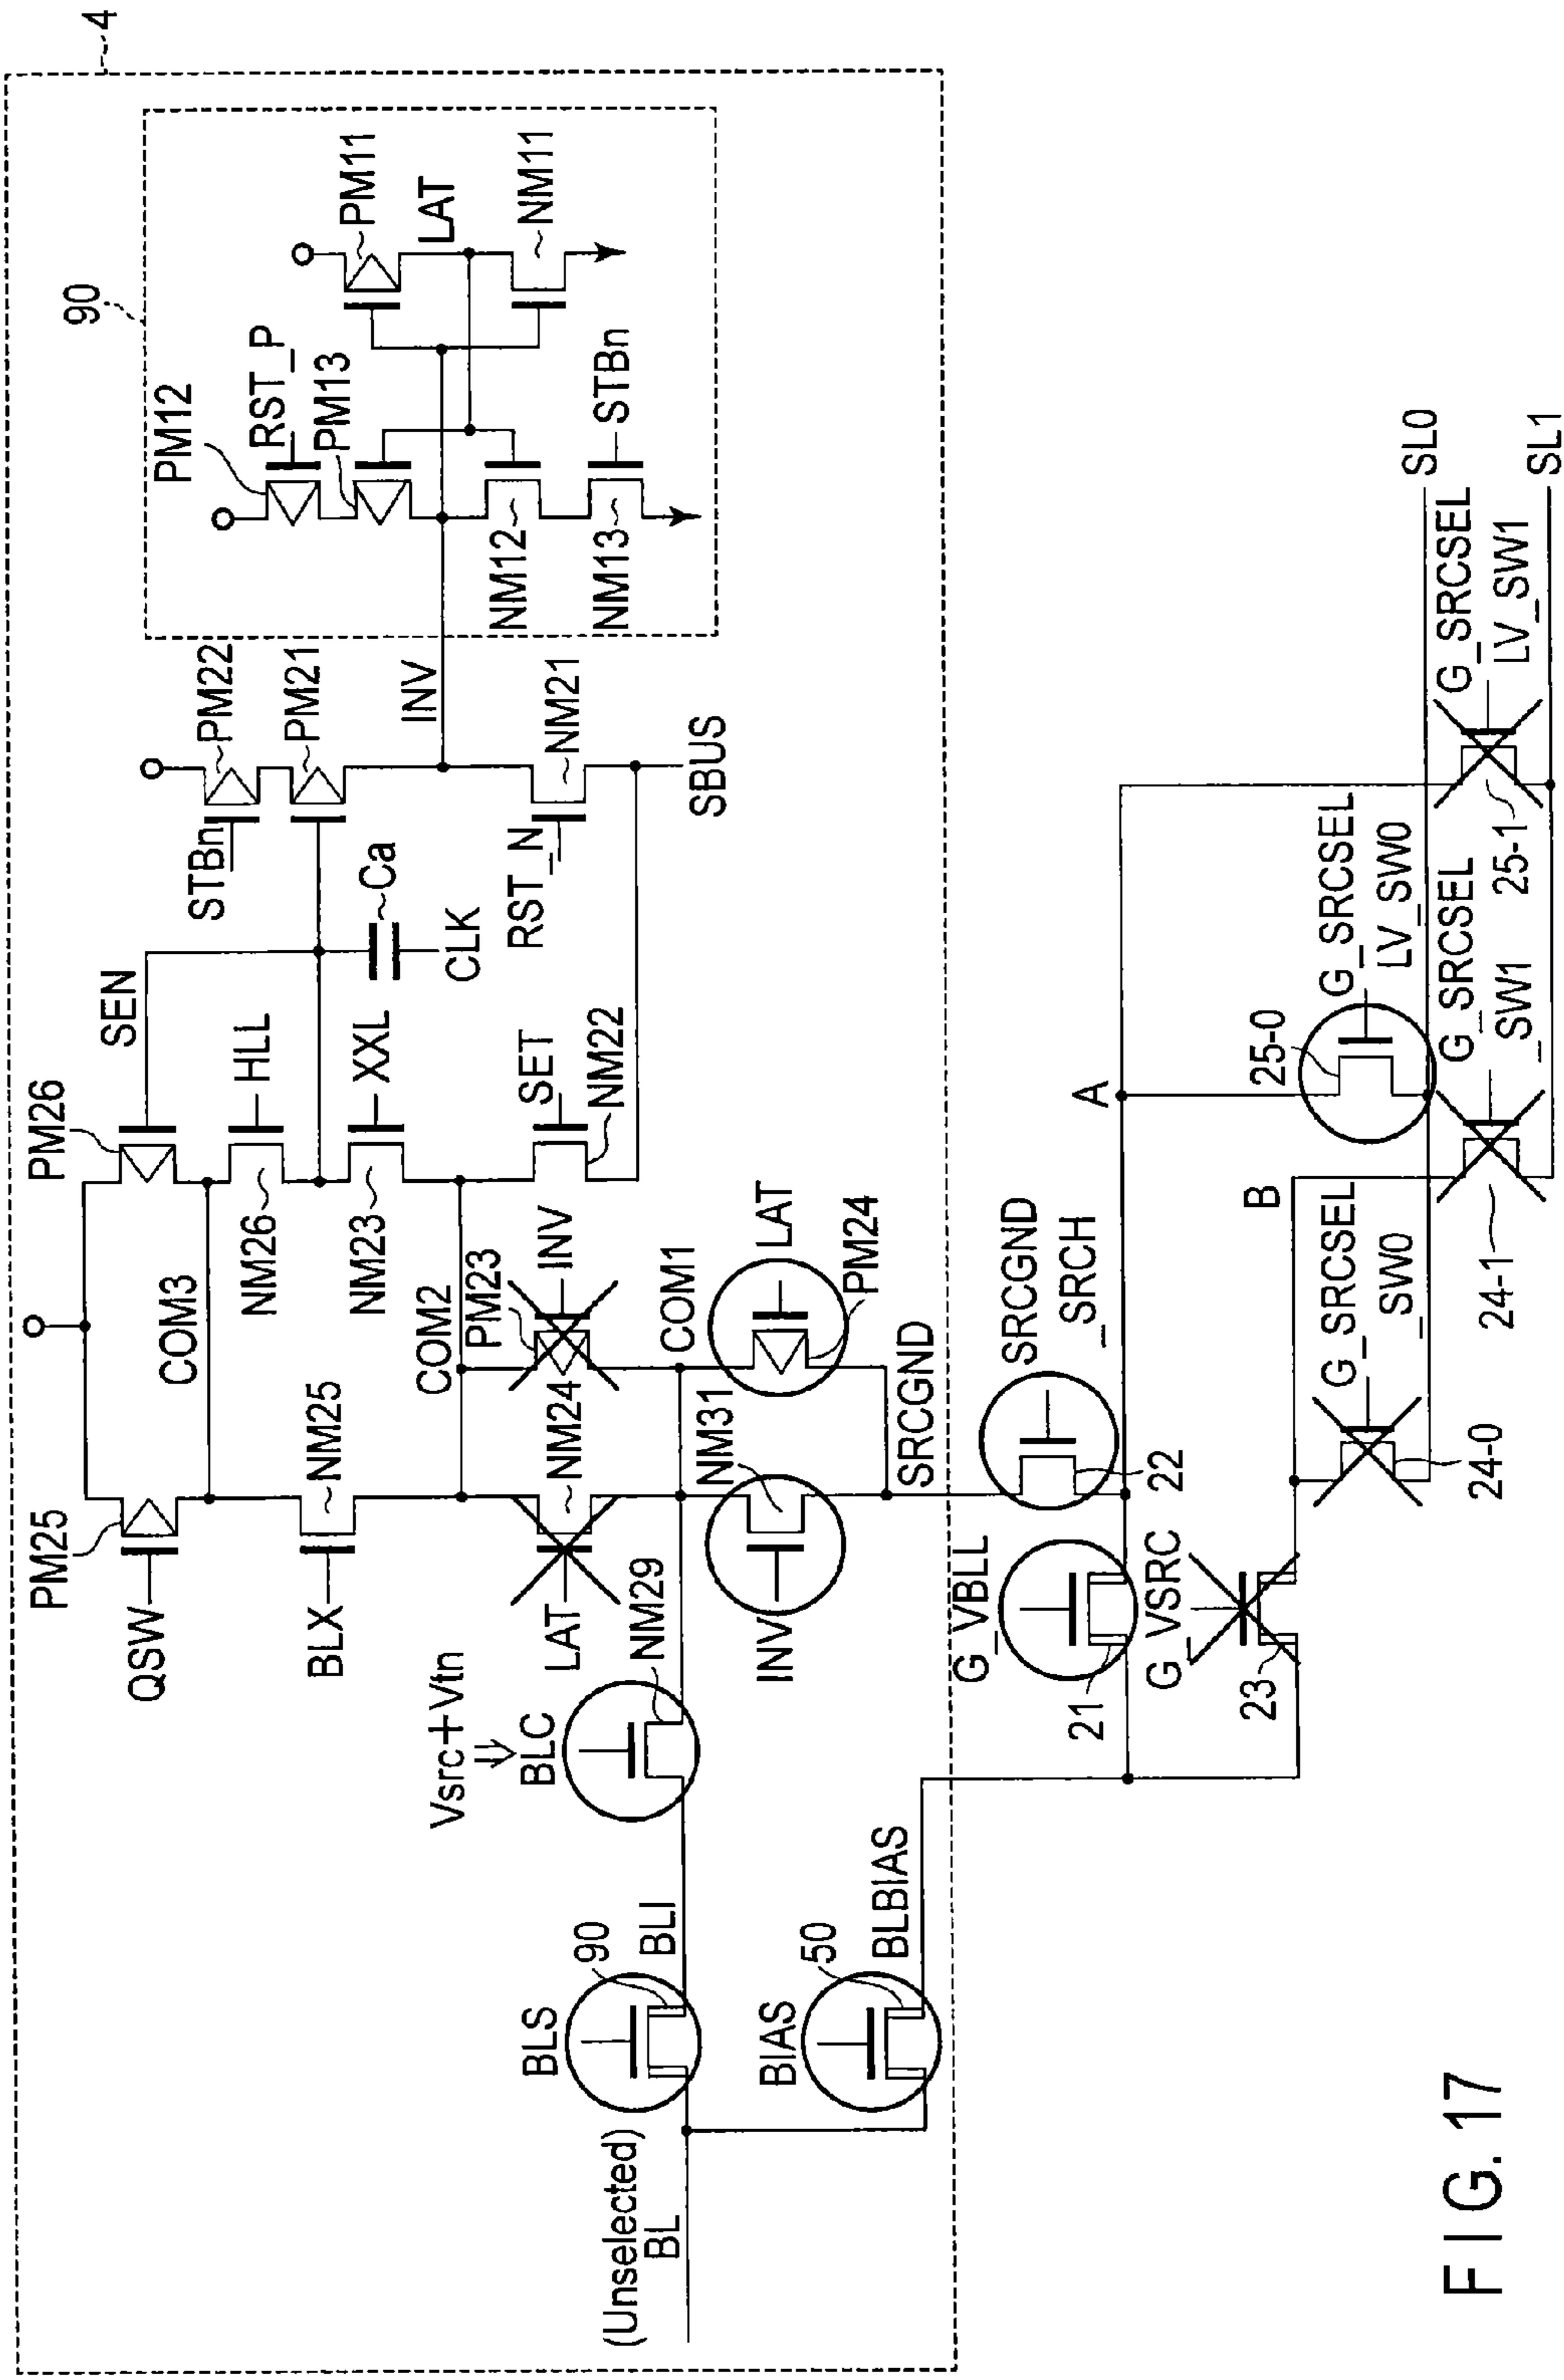 4
90
PM12
RST_P
PM13
PM11
LAT
NM11
NM12
STBn
NM13
PM22
PM21
STBn
INV
NM21
RST_N
SBUS
Ca
CLK
SEN
PM26
HLL
NM26
XXL
NM23
SET
NM22
COM3
PM25
QSW
BLX
NM25
COM2
PM23
INV
NM24
LAT
COM1
LAT
PM24
NM31
INV
SRCGND
Vsrc+Vtn
BLC
NM29
BLS
90
BLI
BIAS
50
BLBIAS
(Unselected)
BL
SRCGND
_SRCH
22
G_VBLL
21
G_VSRC
23
A
B
25-0
G_SRCSEL
LV_SW0
G_SRCSEL
LV_SW1
25-1
G_SRCSEL
_SW1
24-1
G_SRCSEL
_SW0
24-0
SL0
SL1
FIG. 17